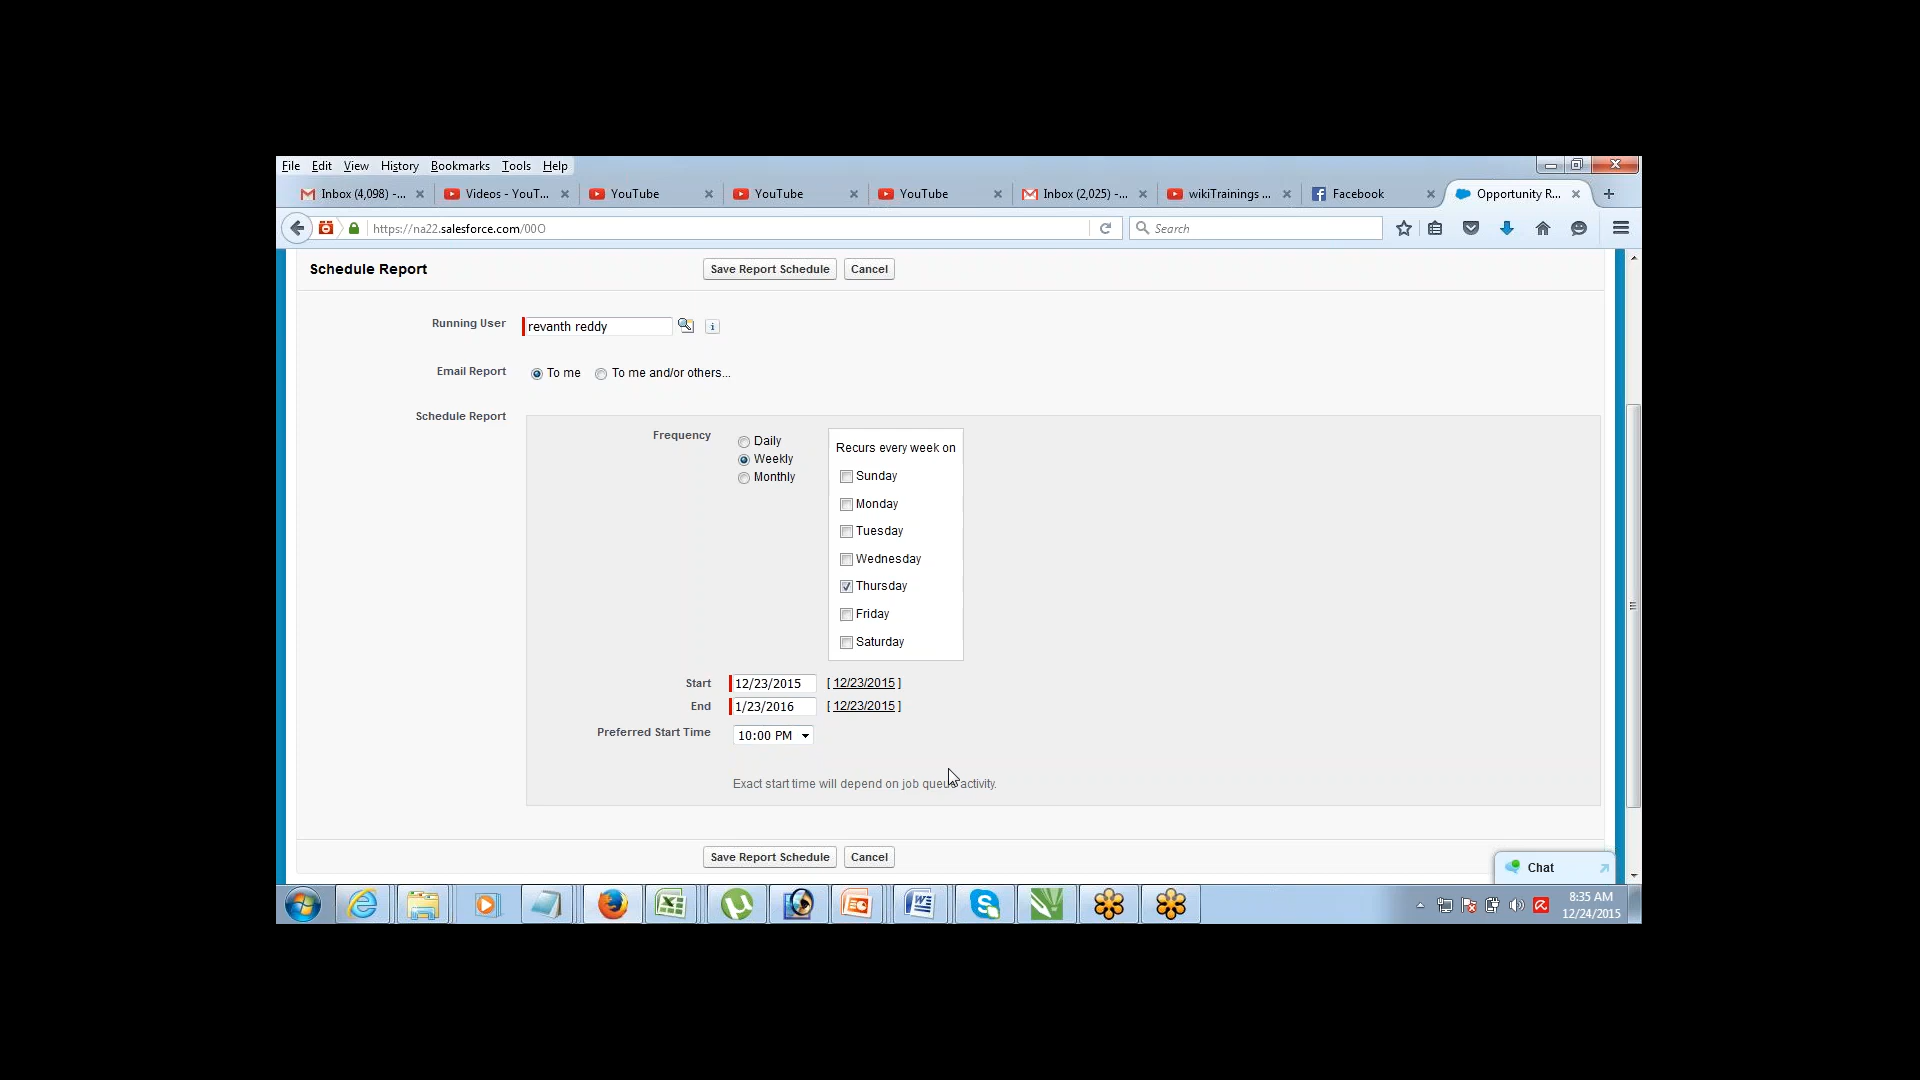 File Edit View History Bookmarks Tools Help
Inbox (4,098) -... Videos - YouT... YouTube YouTube YouTube Inbox (2,025) -... wikiTrainings ... Facebook Opportunity R...
https://na22.salesforce.com/00O Search
Schedule Report Save Report Schedule Cancel
Running User revanth reddy
Email Report To me To me and/or others...
Schedule Report
Frequency Daily Recurs every week on
Weekly
Monthly
Sunday
Monday
Tuesday
Wednesday
Thursday
Friday
Saturday
Start 12/23/2015 [ 12/23/2015 ]
End 1/23/2016 [ 12/23/2015 ]
Preferred Start Time 10:00 PM
Exact start time will depend on job queue activity.
Save Report Schedule Cancel
Chat
8:35 AM
12/24/2015